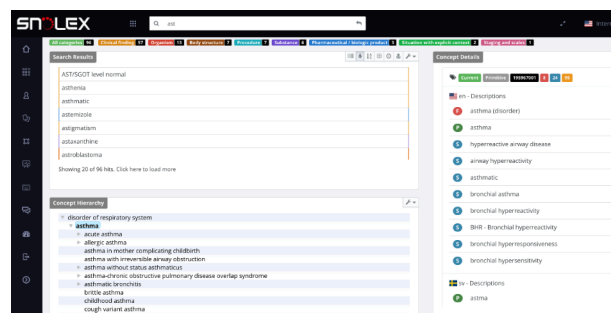 SNOLEX
ast
Inter
All categories 96 Clinical finding 57 Organism 13 Body structure 7 Procedure 7 Substance 6 Pharmaceutical / biologic product 3 Situation with explicit context 2 Staging and scales 1
Search Results
AST/SGOT level normal
asthenia
asthmatic
astemizole
astigmatism
astaxanthine
astroblastoma
Showing 20 of 96 hits. Click here to load more
Concept Hierarchy
disorder of respiratory system
asthma
acute asthma
allergic asthma
asthma in mother complicating childbirth
asthma with irreversible airway obstruction
asthma without status asthmaticus
asthma-chronic obstructive pulmonary disease overlap syndrome
asthmatic bronchitis
brittle asthma
childhood asthma
cough variant asthma
Concept Details
Current Primitive 195967001
en - Descriptions
F asthma (disorder)
P asthma
S hyperreactive airway disease
S airway hyperreactivity
S asthmatic
S bronchial asthma
S bronchial hyperreactivity
S BHR - Bronchial hyperreactivity
S bronchial hyperresponsiveness
S bronchial hypersensitivity
sv - Descriptions
P astma